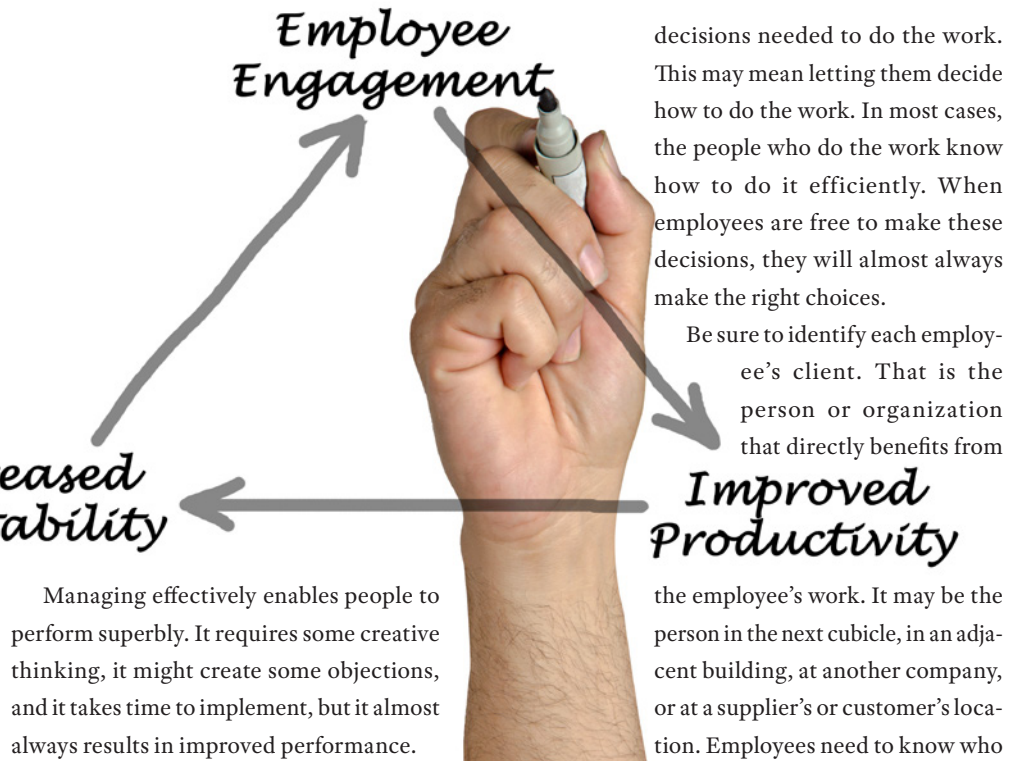 Employee
Engagement
eased
ability
Improved
Productivity
Managing effectively enables people to
perform superbly. It requires some creative
thinking, it might create some objections,
and it takes time to implement, but it almost
always results in improved performance.
decisions needed to do the work.
This may mean letting them decide
how to do the work. In most cases,
the people who do the work know
how to do it efficiently. When
employees are free to make these
decisions, they will almost always
make the right choices.
Be sure to identify each employ-
ee’s client. That is the
person or organization
that directly benefits from
the employee’s work. It may be the
person in the next cubicle, in an adja-
cent building, at another company,
or at a supplier’s or customer’s loca-
tion. Employees need to know who